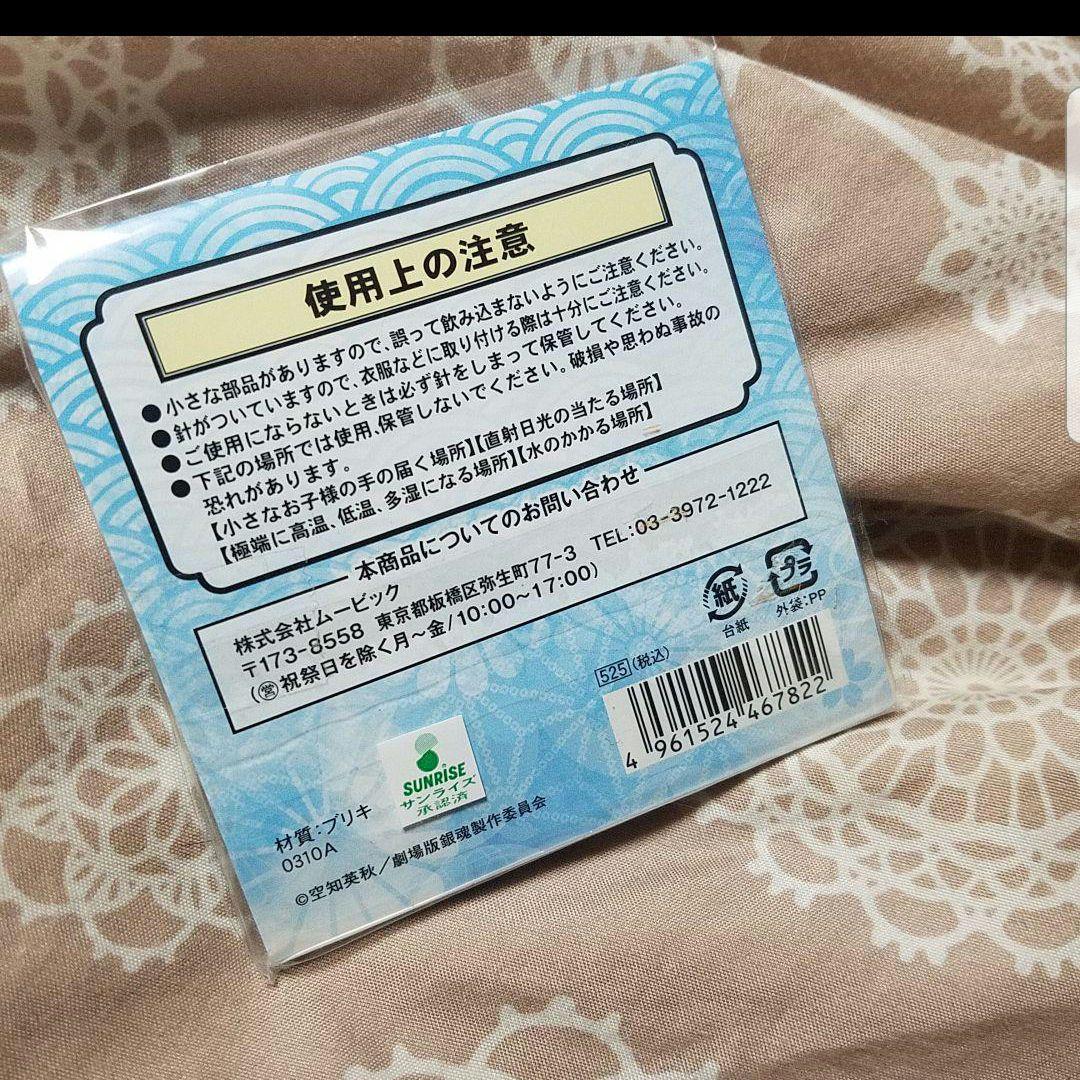 使用上の注意
●小さな部品がありますので、誤って飲み込まないようにご注意ください。
●針がついていますので、衣服などに取り付ける際は十分にご注意ください。
●ご使用にならないときは必ず針をしまって保管してください。
●下記の場所では使用、保管しないでください。破損や思わぬ事故の
恐れがあります。
【小さなお子様の手の届く場所】【直射日光の当たる場所】
【極端に高温、低温、多湿になる場所】【水のかかる場所】
本商品についてのお問い合わせ
株式会社ムービック
〒173-8558 東京都板橋区弥生町77-3 TEL:03-3972-1222
(営祝祭日を除く月～金/10:00～17:00)
紙
台紙
プラ
外袋:PP
525(税込)
4 961524 467822
SUNRISE
サンライズ
承認済
材質:ブリキ
0310A
©空知英秋/劇場版銀魂製作委員会